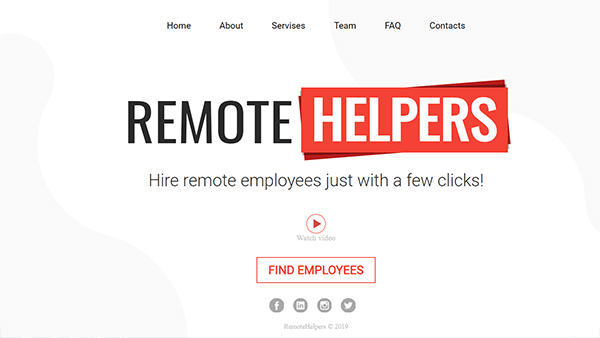 Home About Servises Team FAQ Contacts
REMOTE HELPERS
Hire remote employees just with a few clicks!
Watch video
FIND EMPLOYEES
RemoteHelpers © 2019